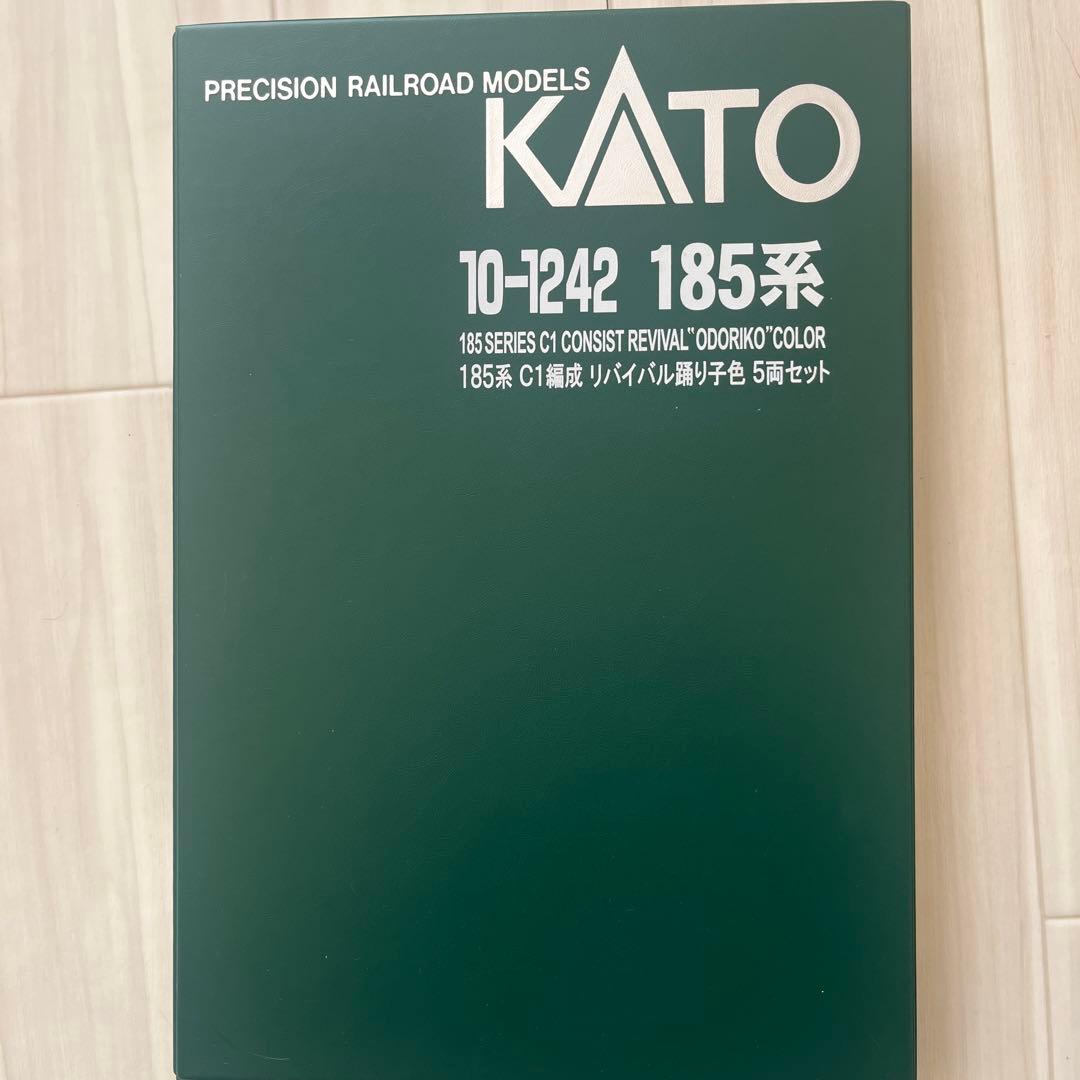 PRECISION RAILROAD MODELS
KATO
10-1242 185系
185 SERIES C1 CONSIST REVIVAL"ODORIKO"COLOR
185系 C1編成 リバイバル踊り子色 5両セット